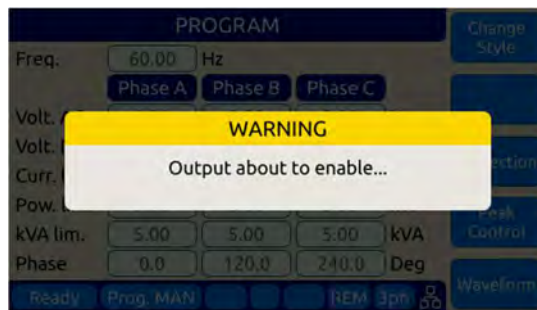 PROGRAM
Change
Style
Freq. 60.00 Hz
Phase A Phase B Phase C
Volt.
WARNING
Volt.
Output about to enable...
Curr.
Pow.
Peak
Control
kVA lim. 5.00 5.00 5.00 kVA
Phase 0.0 120.0 240.0 Deg
Waveform
Ready Prog. MAN REM 3pn